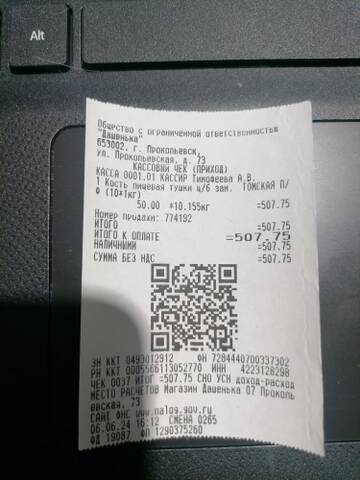 Alt
Общество с ограниченной ответственностью
"Дашенька"
653002, г. Прокопьевск,
ул. Прокопьевская, д. 73
КАССОВЫЙ ЧЕК (ПРИХОД)
КАССА 0001.01 КАССИР Тимофеева А.В.
1 Кость пищевая тушки ц/б зам. ТОМСКАЯ П/
Ф (10*1кг)
50.00 *10.155кг =507.75
Номер продажи: 774192
ИТОГО =507.75
ИТОГ К ОПЛАТЕ =507.75
НАЛИЧНЫМИ =507.75
СУММА БЕЗ НДС =507.75
ЗН ККТ 0493012912 ФН 7284440700337302
РН ККТ 0005566113052770 ИНН 4223128298
ЧЕК 0037 ИТОГ =507.75 СНО УСН доход-расход
МЕСТО РАСЧЕТОВ Магазин Дашенька 07 Прокопь
евская, 73
САЙТ ФНС www.nalog.gov.ru
06.06.24 16:12 СМЕНА 0265
ФД 19087 ФП 1290375260